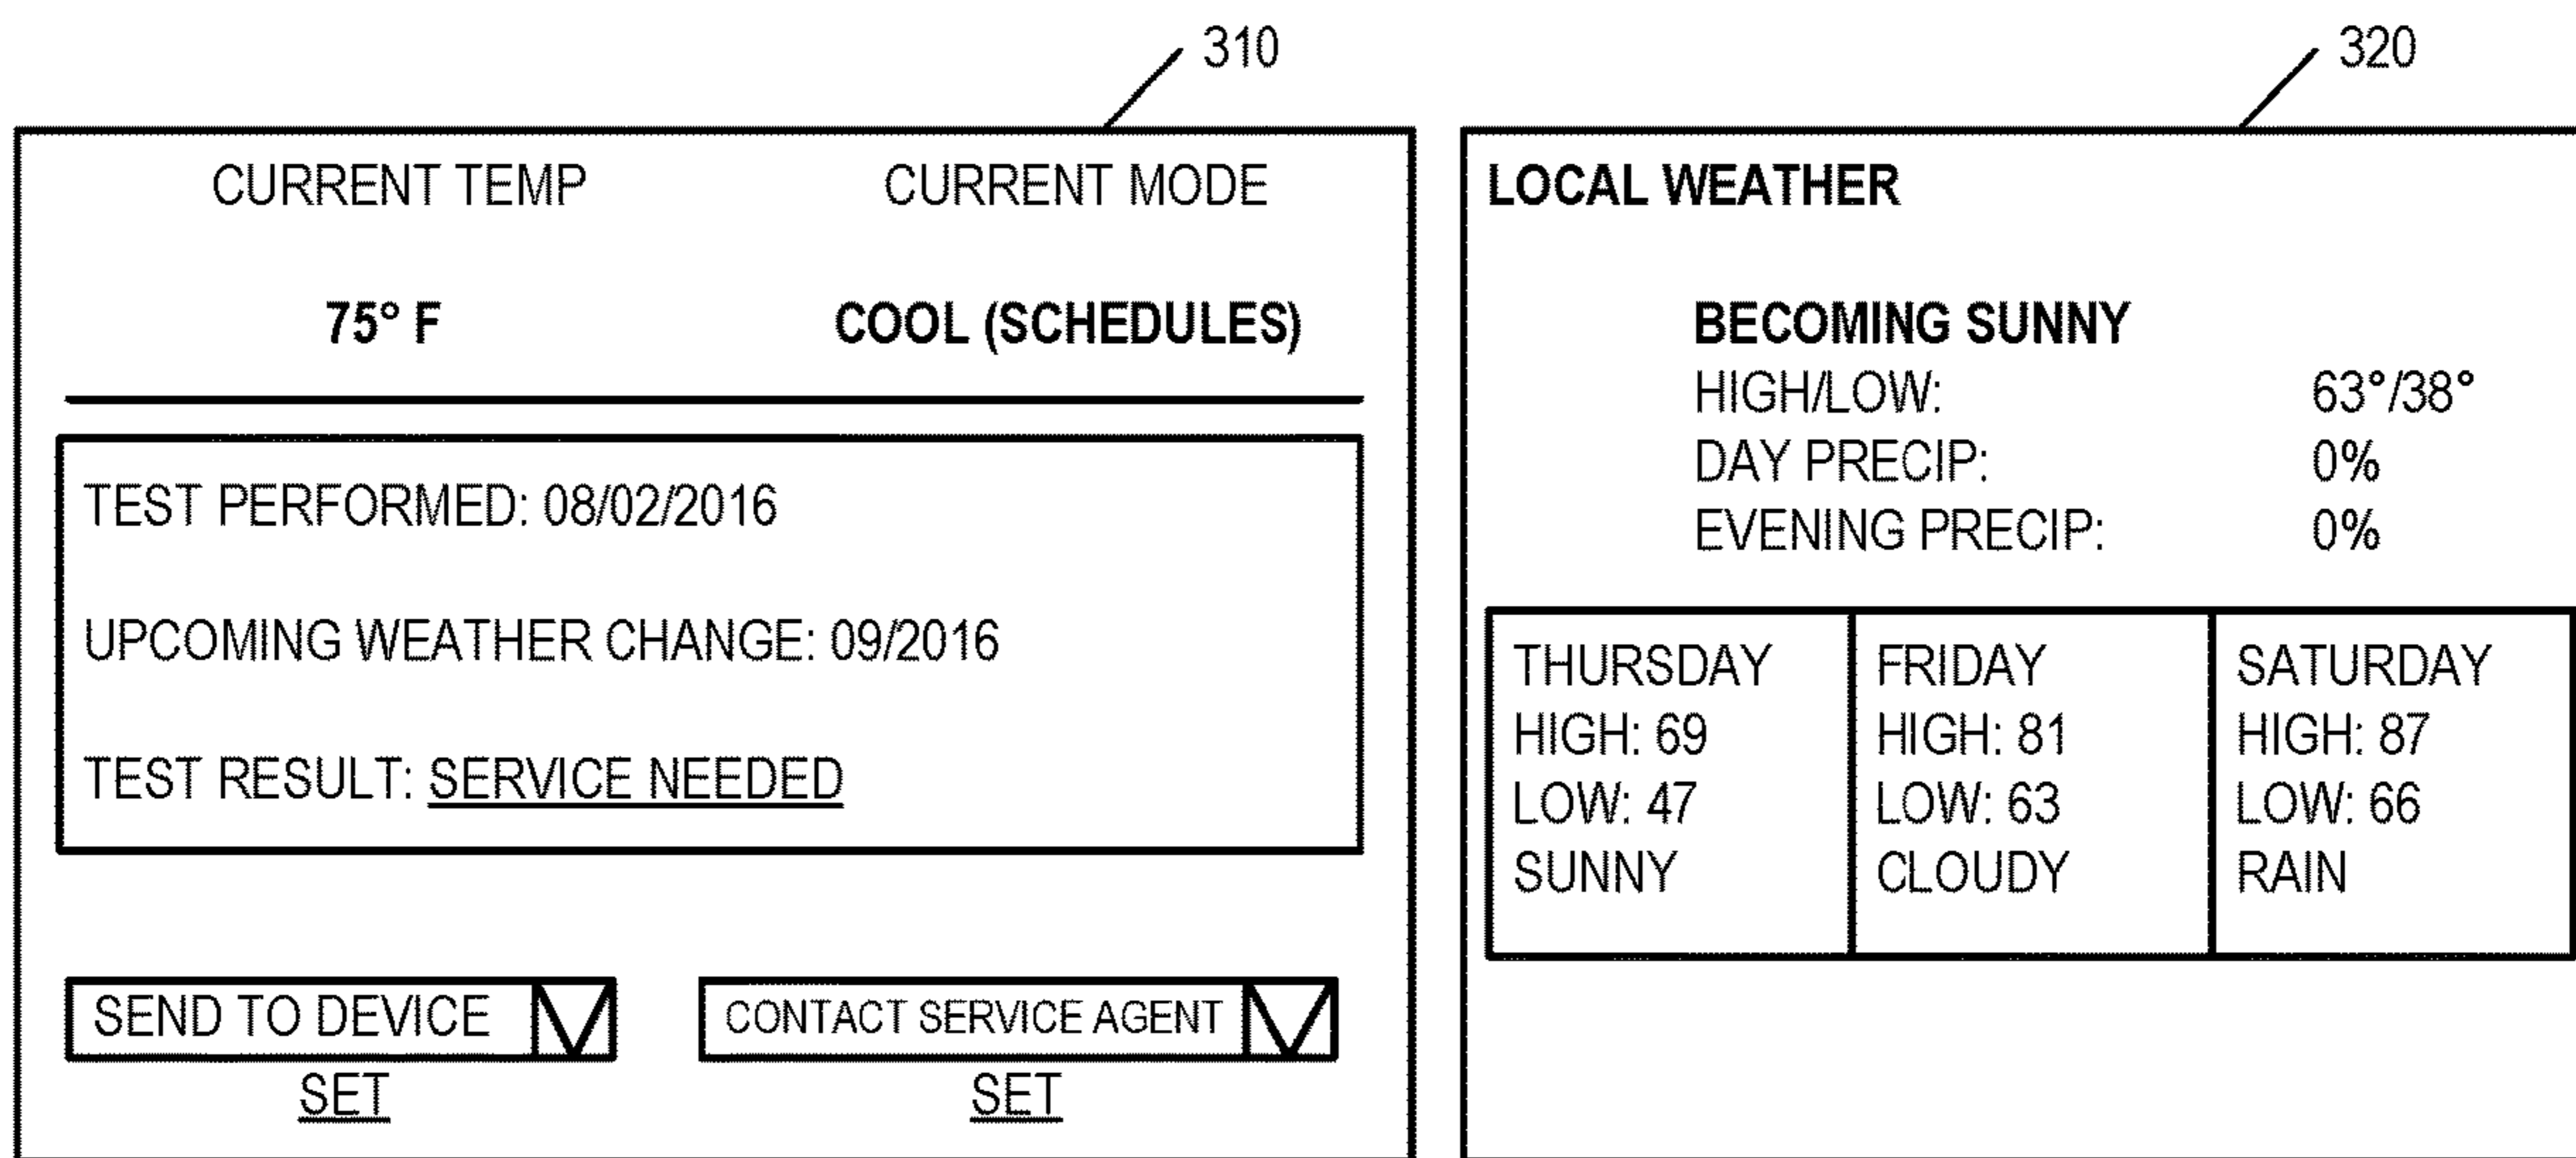 310
320
CURRENT TEMP CURRENT MODE
75° F COOL (SCHEDULES)
TEST PERFORMED: 08/02/2016
UPCOMING WEATHER CHANGE: 09/2016
TEST RESULT: SERVICE NEEDED
SEND TO DEVICE CONTACT SERVICE AGENT
SET SET
LOCAL WEATHER
BECOMING SUNNY
HIGH/LOW: 63°/38°
DAY PRECIP: 0%
EVENING PRECIP: 0%
THURSDAY
HIGH: 69
LOW: 47
SUNNY
FRIDAY
HIGH: 81
LOW: 63
CLOUDY
SATURDAY
HIGH: 87
LOW: 66
RAIN